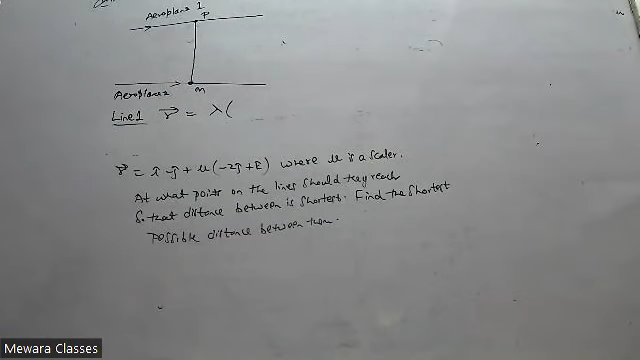 Aeroplane 1
P
Aeroplane 2
m
Line 1 r⃗ = λ(
r⃗ = î - ĵ + μ(-2ĵ + k̂) where μ is a scaler.
At what points on the lines should they reach
So that distance between is shortest. Find the shortest
Possible distance between them.
Mewara Classes